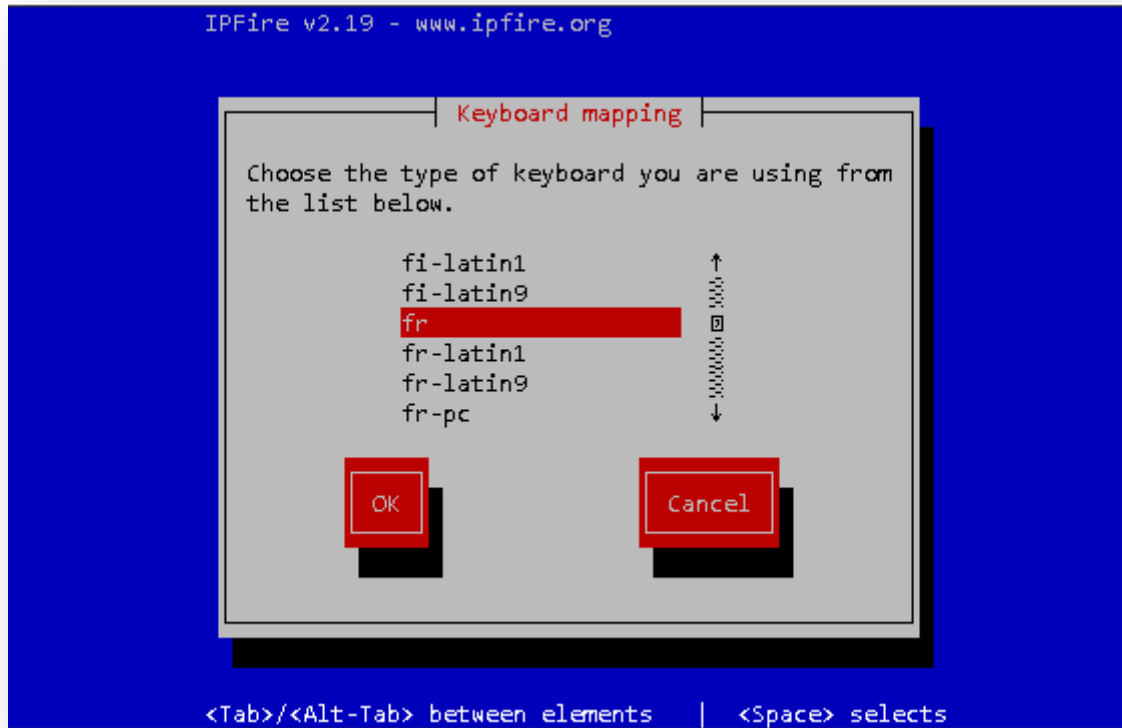 IPFire v2.19 - www.ipfire.org
Keyboard mapping
Choose the type of keyboard you are using from
the list below.
fi-latin1
fi-latin9
fr
fr-latin1
fr-latin9
fr-pc
OK Cancel
<Tab>/<Alt-Tab> between elements | <Space> selects